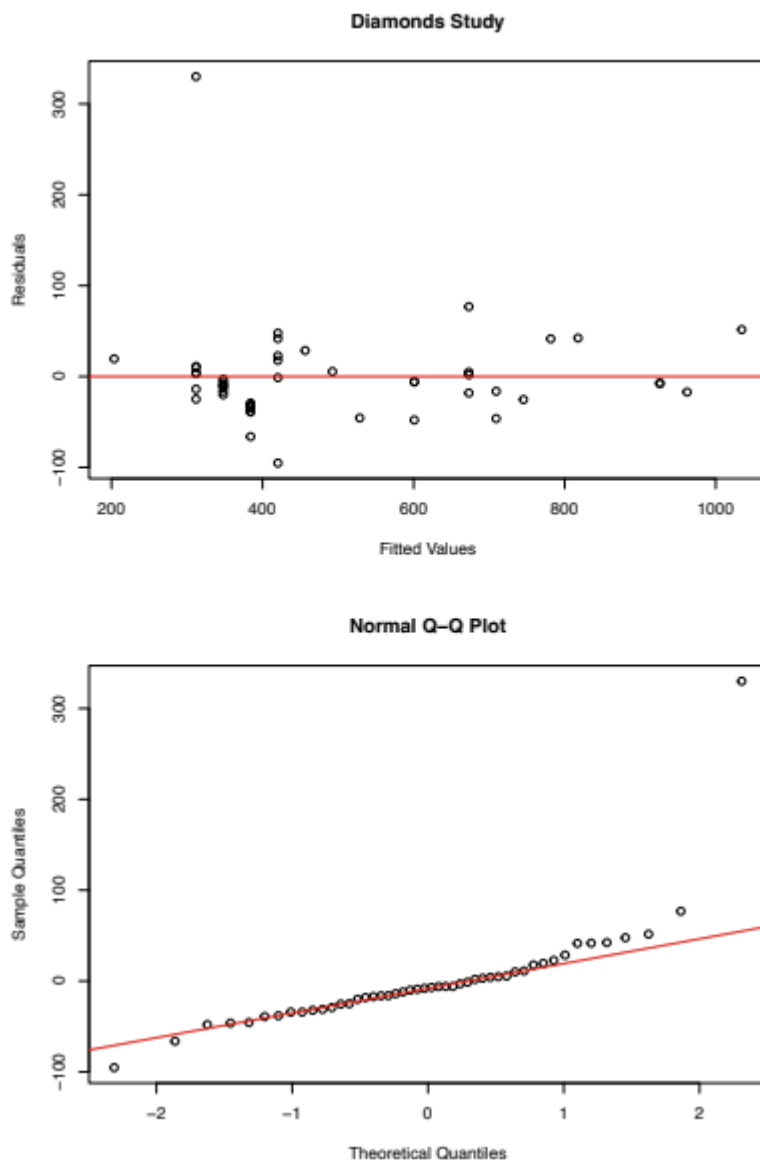 Diamonds Study
300
200
100
0
−100
Residuals
200 400 600 800 1000
Fitted Values
Normal Q−Q Plot
300
200
100
0
−100
Sample Quantiles
−2 −1 0 1 2
Theoretical Quantiles